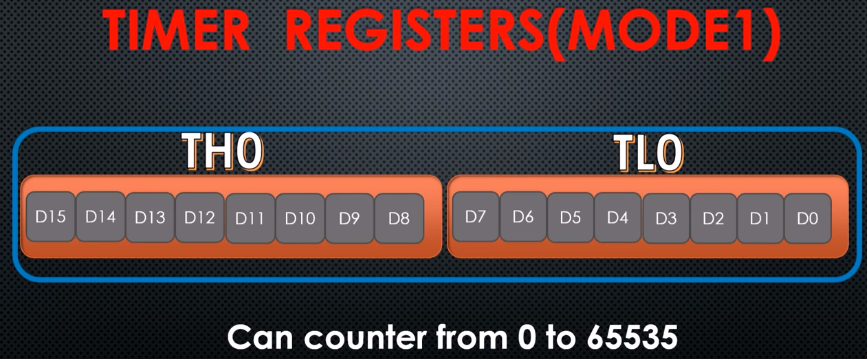 TIMER REGISTERS(MODE1)
TH0 TL0
D15 D14 D13 D12 D11 D10 D9 D8 D7 D6 D5 D4 D3 D2 D1 D0
Can counter from 0 to 65535